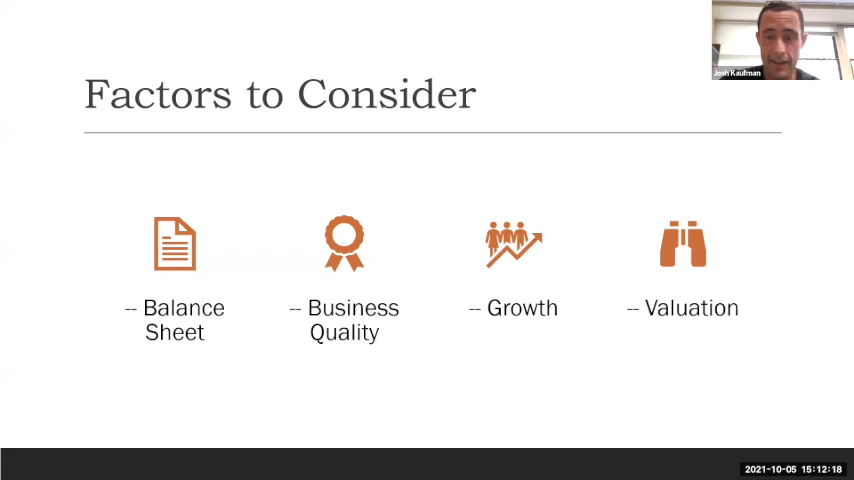 Josh Kaufman
Factors to Consider
-- Balance
Sheet
-- Business
Quality
-- Growth
-- Valuation
2021-10-05 15:12:18